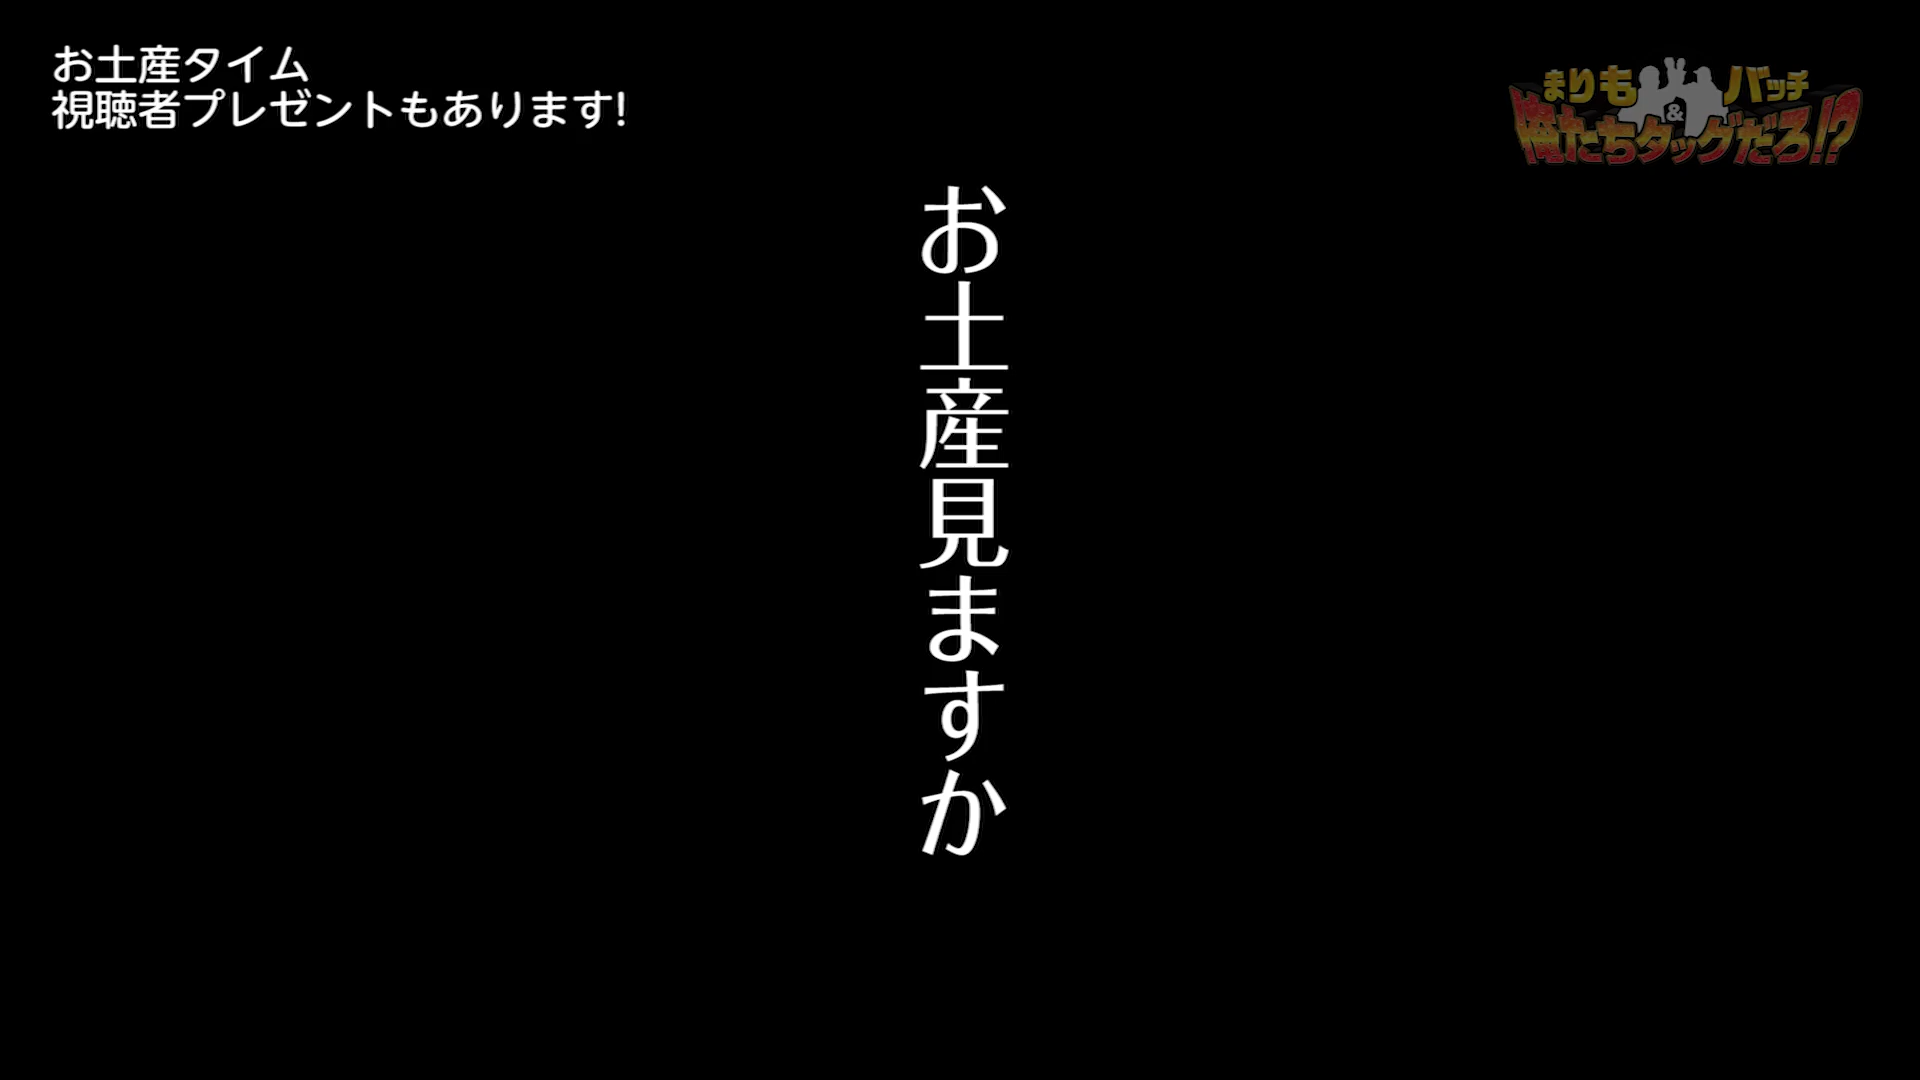 お土産タイム
視聴者プレゼントもあります!
まりも&バッチ
俺たちタッグだろ!?
お土産見ますか